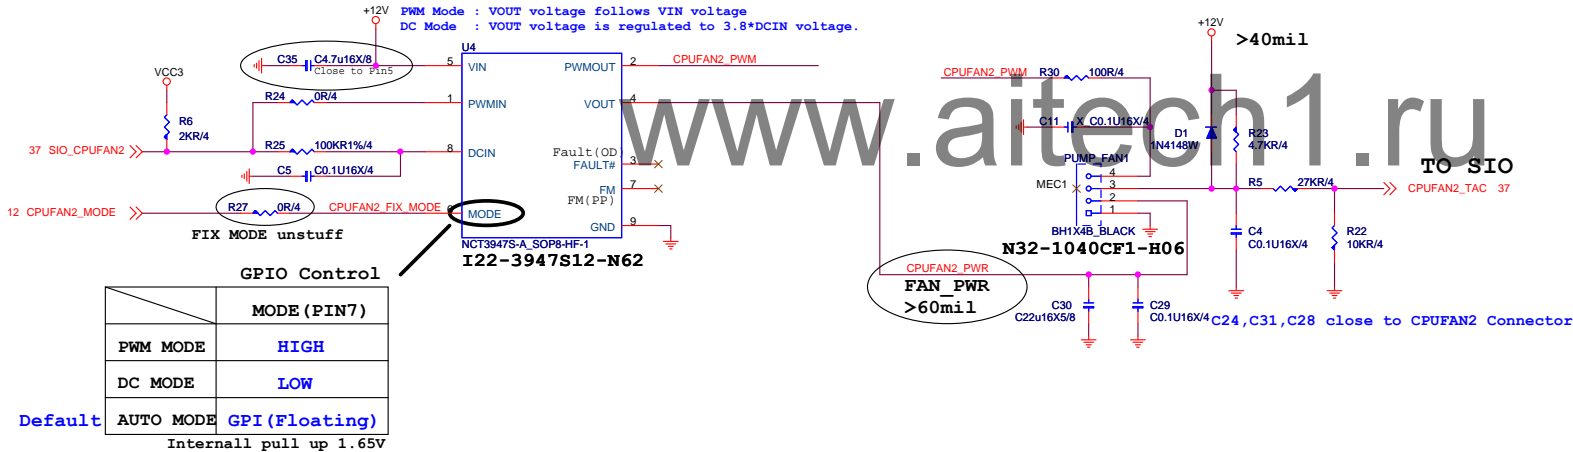 +12V
PWM Mode : VOUT voltage follows VIN voltage
DC Mode : VOUT voltage is regulated to 3.8*DCIN voltage.
U4
C35 C4.7u16X/8
Close to Pin5
5 VIN
PWMOUT 2
CPUFAN2_PWM
VCC3
R24 0R/4
1 PWMIN
VOUT 4
R6
2KR/4
37 SIO_CPUFAN2
R25 100KR1%/4
8 DCIN
Fault(OD)
FAULT# 3
C5 C0.1U16X/4
FM 7
FM(PP)
12 CPUFAN2_MODE
R27 0R/4
CPUFAN2_FIX_MODE
MODE
FIX MODE unstuff
GND 9
NCT3947S-A_SOP8-HF-1
I22-3947S12-N62
+12V
>40mil
CPUFAN2_PWM
R30 100R/4
www.aitech1.ru
C11 X_C0.1U16X/4
D1
1N4148W
R23
4.7KR/4
PUMP_FAN1
MEC1
4
3
2
1
BH1X4B_BLACK
N32-1040CF1-H06
TO SIO
R5 27KR/4
CPUFAN2_TAC 37
C4
C0.1U16X/4
R22
10KR/4
CPUFAN2_PWR
FAN_PWR
>60mil
C30
C22u16X5/8
C29
C0.1U16X/4
C24,C31,C28 close to CPUFAN2 Connector
GPIO Control
MODE(PIN7)
PWM MODE HIGH
DC MODE LOW
Default AUTO MODE GPI(Floating)
Internall pull up 1.65V